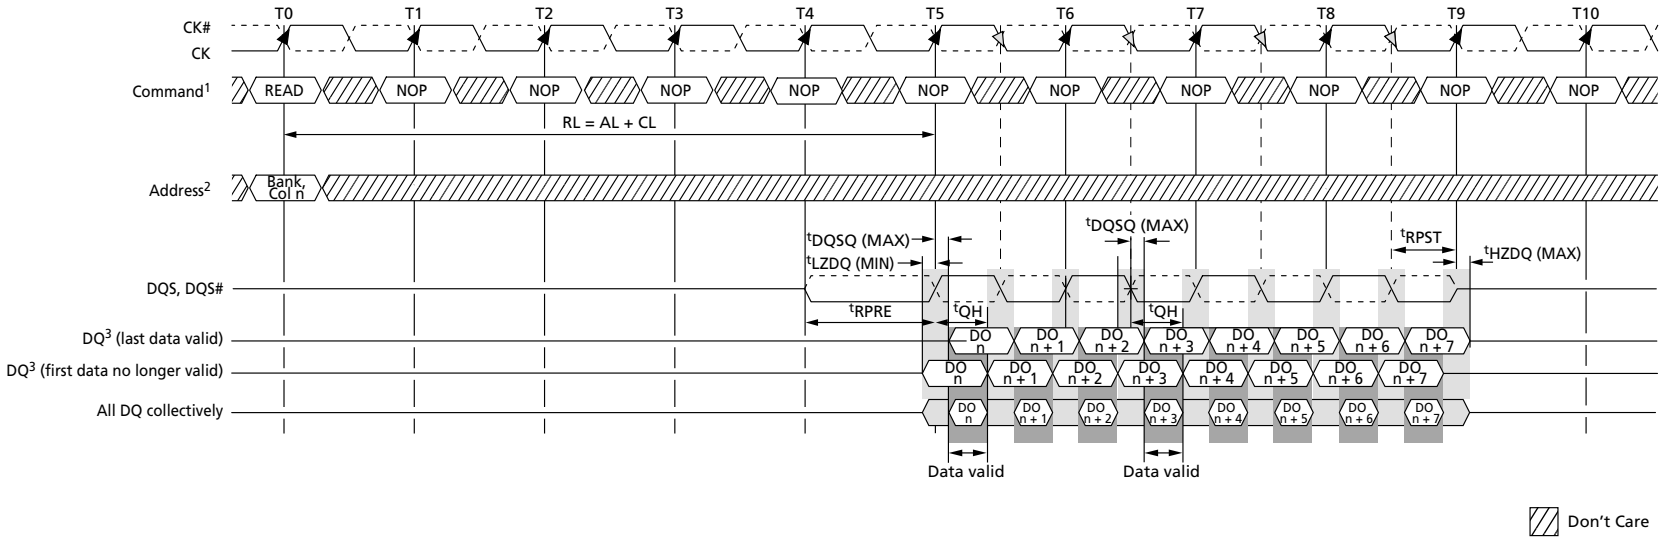 T0 T1 T2 T3 T4 T5 T6 T7 T8 T9 T10
CK#
CK
Command1 READ NOP NOP NOP NOP NOP NOP NOP NOP NOP NOP
RL = AL + CL
Address2 Bank,
Col n
tDQSQ (MAX) tDQSQ (MAX) tRPST
tLZDQ (MIN) tHZDQ (MAX)
DQS, DQS#
tRPRE tQH tQH
DQ3 (last data valid) DO
n DO
n + 1 DO
n + 2 DO
n + 3 DO
n + 4 DO
n + 5 DO
n + 6 DO
n + 7
DQ3 (first data no longer valid) DO
n DO
n + 1 DO
n + 2 DO
n + 3 DO
n + 4 DO
n + 5 DO
n + 6 DO
n + 7
All DQ collectively DO
n DO
n + 1 DO
n + 2 DO
n + 3 DO
n + 4 DO
n + 5 DO
n + 6 DO
n + 7
Data valid Data valid
Don't Care